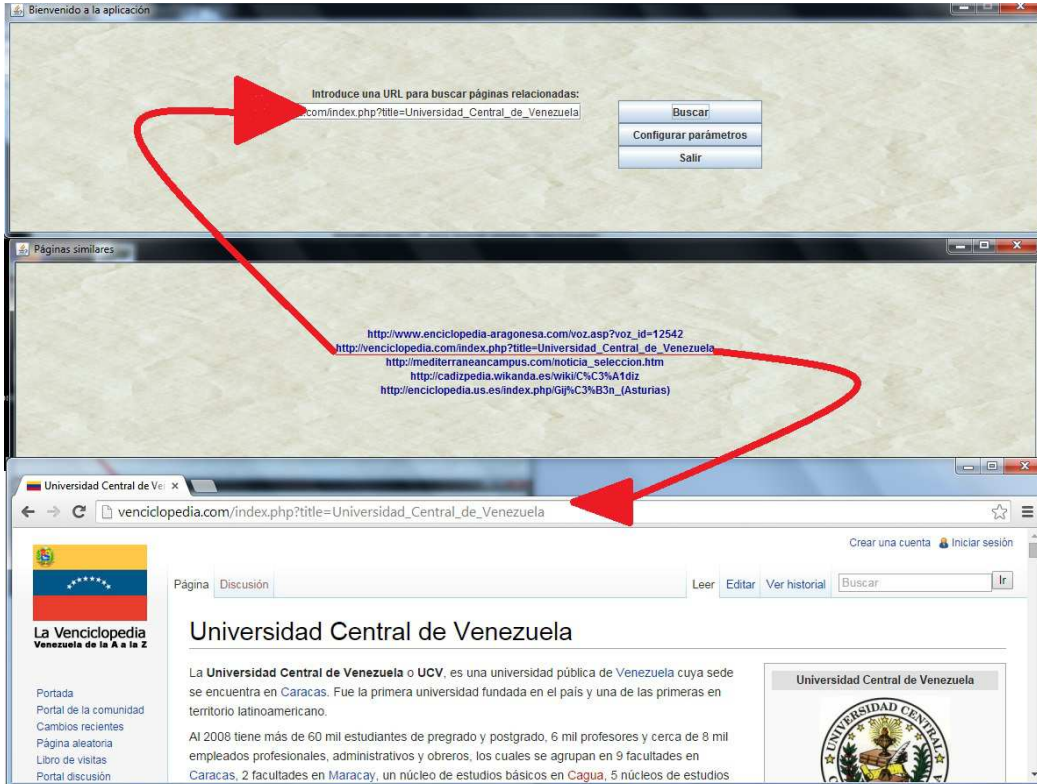 Bienvenido a la aplicación
Introduce una URL para buscar páginas relacionadas:
.com/index.php?title=Universidad_Central_de_Venezuela
Buscar
Configurar parámetros
Salir
Páginas similares
http://www.enciclopedia-aragonesa.com/voz.asp?voz_id=12542
http://venciclopedia.com/index.php?title=Universidad_Central_de_Venezuela
http://mediterraneancampus.com/noticia_seleccion.htm
http://cadizpedia.wikanda.es/wiki/C%C3%A1diz
http://enciclopedia.us.es/index.php/Gij%C3%B3n_(Asturias)
Universidad Central de Ve
venciclopedia.com/index.php?title=Universidad_Central_de_Venezuela
Crear una cuenta Iniciar sesión
Página Discusión Leer Editar Ver historial Buscar Ir
La Venciclopedia
Venezuela de la A a la Z
Universidad Central de Venezuela
La Universidad Central de Venezuela o UCV, es una universidad pública de Venezuela cuya sede
se encuentra en Caracas. Fue la primera universidad fundada en el país y una de las primeras en
territorio latinoamericano.
Al 2008 tiene más de 60 mil estudiantes de pregrado y postgrado, 6 mil profesores y cerca de 8 mil
empleados profesionales, administrativos y obreros, los cuales se agrupan en 9 facultades en
Caracas, 2 facultades en Maracay, un núcleo de estudios básicos en Cagua, 5 núcleos de estudios
Portada
Portal de la comunidad
Cambios recientes
Página aleatoria
Libro de visitas
Portal discusión
Universidad Central de Venezuela
UNIVERSIDAD CENTRAL